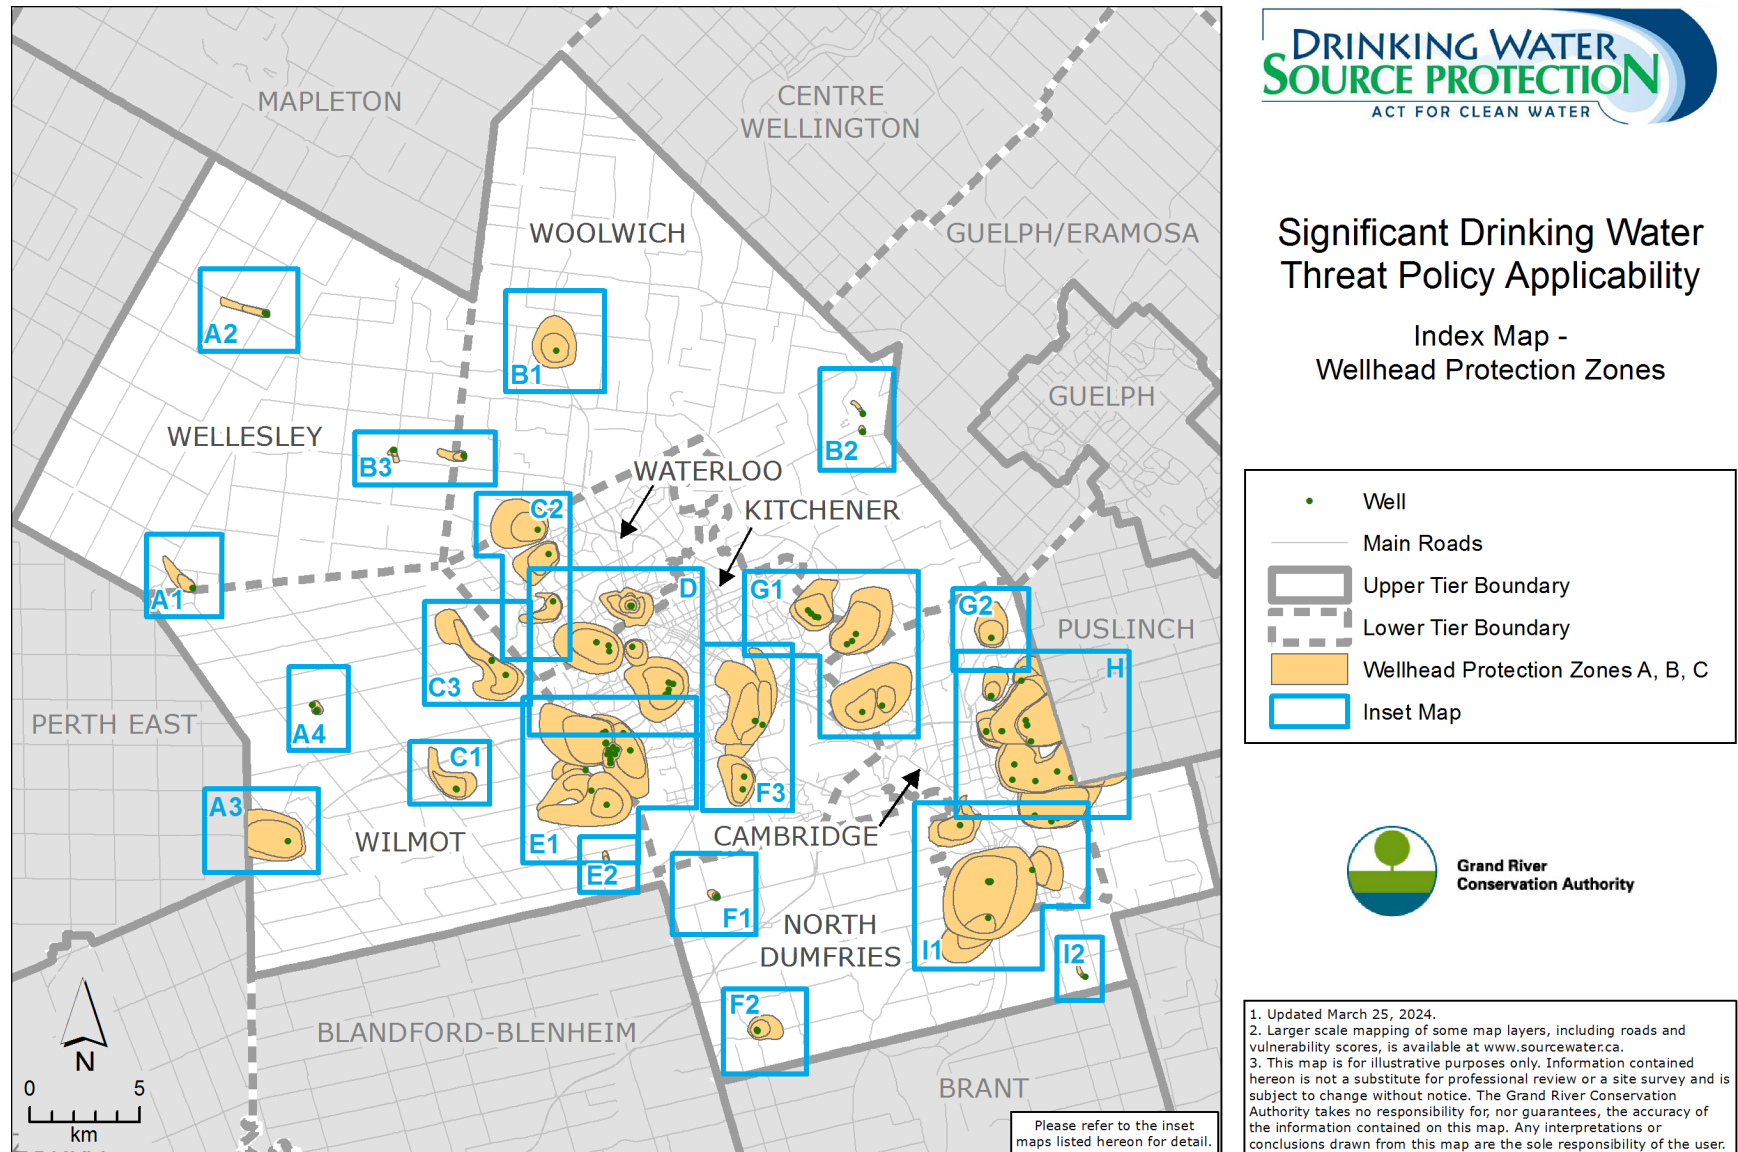 MAPLETON
CENTRE
WELLINGTON
WOOLWICH
GUELPH/ERAMOSA
A2
B1
GUELPH
WELLESLEY
B3
B2
WATERLOO
C2
KITCHENER
A1
D
G1
G2
PUSLINCH
H
C3
PERTH EAST
A4
C1
A3
F3
WILMOT
E1
CAMBRIDGE
E2
F1
NORTH
DUMFRIES
I1
I2
F2
BLANDFORD-BLENHEIM
BRANT
N
0 5
km
Please refer to the inset
maps listed hereon for detail.
DRINKING WATER
SOURCE PROTECTION
ACT FOR CLEAN WATER
Significant Drinking Water
Threat Policy Applicability
Index Map -
Wellhead Protection Zones
Well
Main Roads
Upper Tier Boundary
Lower Tier Boundary
Wellhead Protection Zones A, B, C
Inset Map
Grand River
Conservation Authority
1. Updated March 25, 2024.
2. Larger scale mapping of some map layers, including roads and
vulnerability scores, is available at www.sourcewater.ca.
3. This map is for illustrative purposes only. Information contained
hereon is not a substitute for professional review or a site survey and is
subject to change without notice. The Grand River Conservation
Authority takes no responsibility for, nor guarantees, the accuracy of
the information contained on this map. Any interpretations or
conclusions drawn from this map are the sole responsibility of the user.